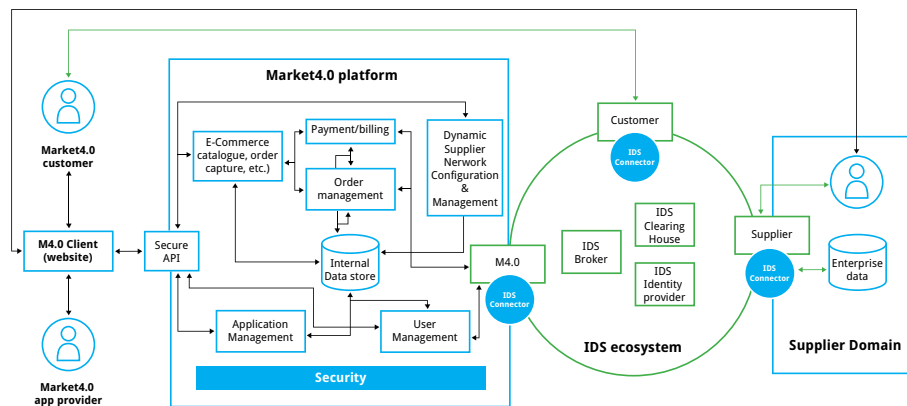 Market4.0 platform
Market4.0
customer
M4.0 Client
(website)
Market4.0
app provider
Secure
API
E-Commerce
catalogue, order
capture, etc.)
Payment/billing
Order
management
Dynamic
Supplier
Nerwork
Configuration
&
Management
Internal
Data store
Application
Management
User
Management
Security
M4.0
IDS
Connector
Customer
IDS
Connector
IDS
Broker
IDS
Clearing
House
IDS
Identity
provider
IDS ecosystem
Supplier
IDS
Connector
Enterprise
data
Supplier Domain